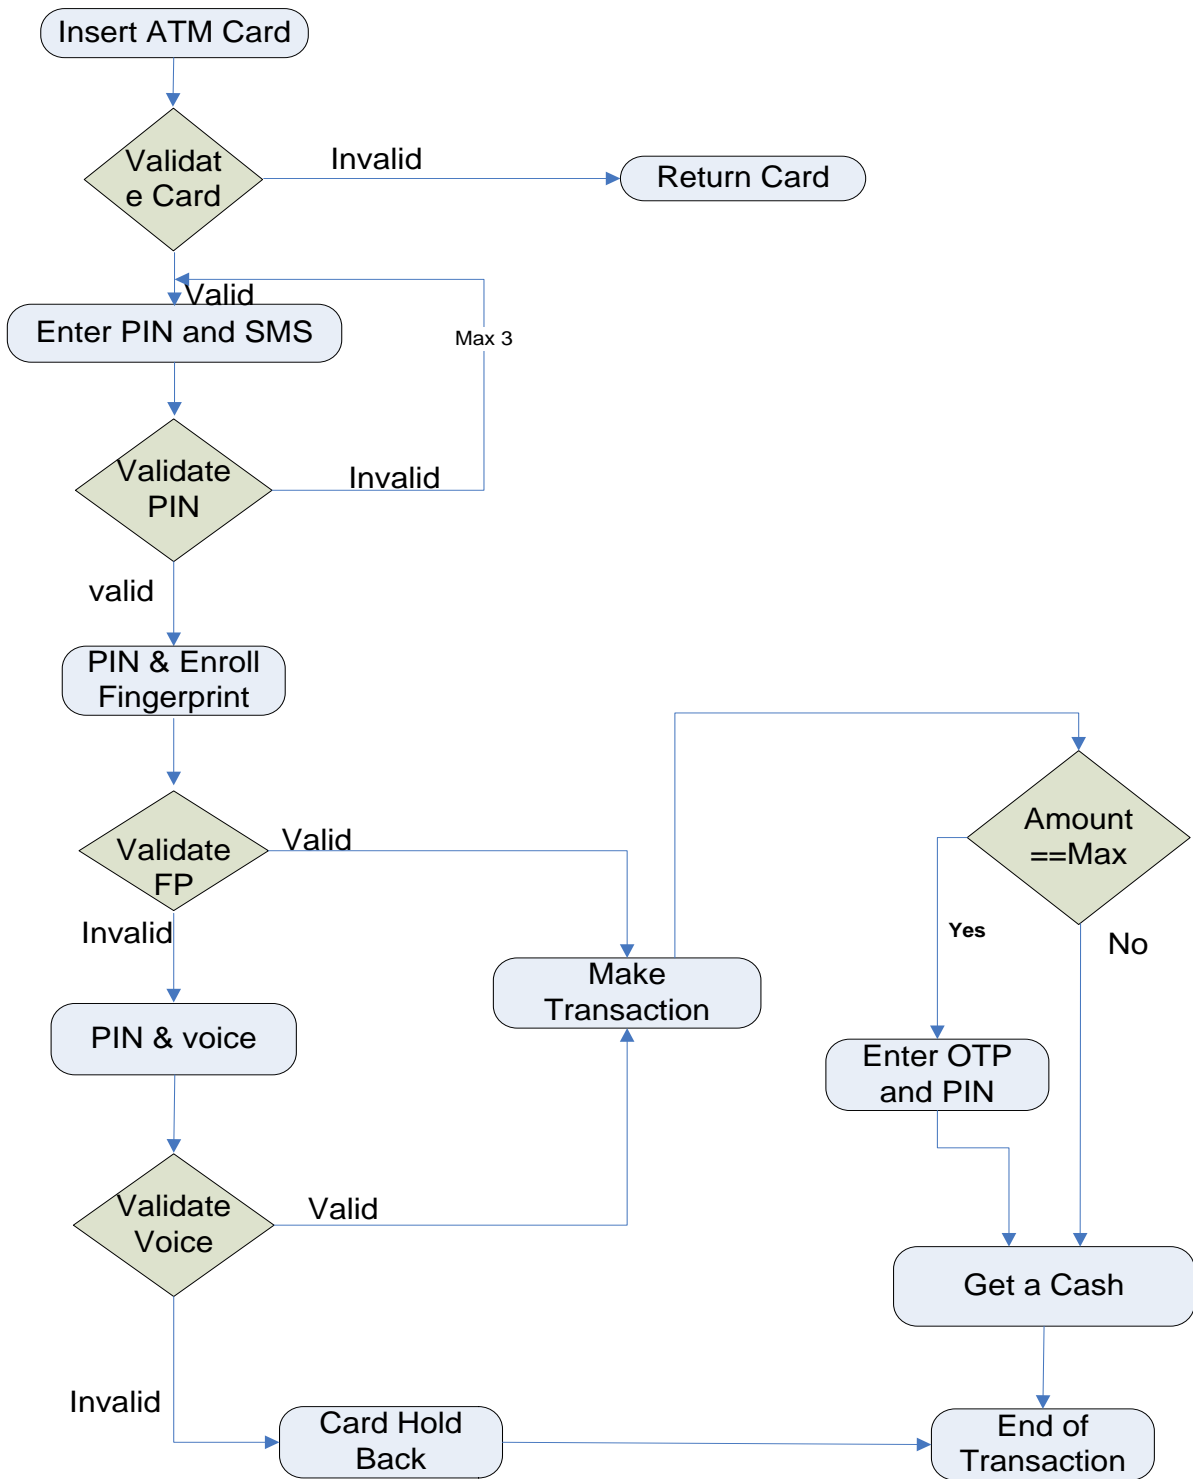 Insert ATM Card
Validat
e Card
Invalid
Return Card
Valid
Enter PIN and SMS
Max 3
Validate
PIN
Invalid
valid
PIN & Enroll
Fingerprint
Validate
FP
Valid
Amount
==Max
Invalid
Yes
No
Make
Transaction
PIN & voice
Enter OTP
and PIN
Validate
Voice
Valid
Get a Cash
Invalid
Card Hold
Back
End of
Transaction